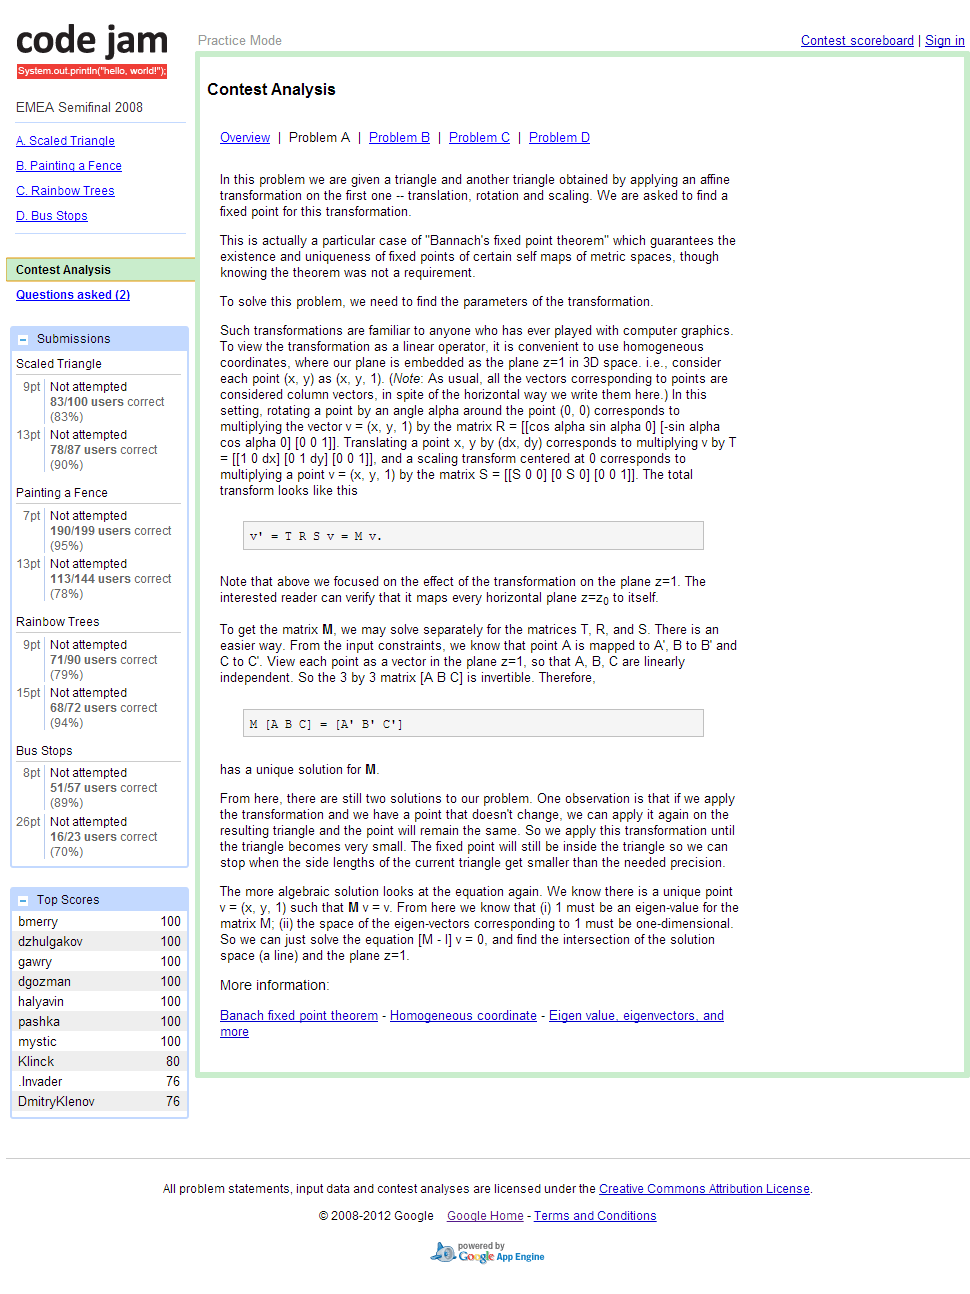 code jam
System.out.println("hello, world!");
Practice Mode
Contest scoreboard | Sign in
EMEA Semifinal 2008
A. Scaled Triangle
B. Painting a Fence
C. Rainbow Trees
D. Bus Stops
Contest Analysis
Questions asked (2)
Submissions
Scaled Triangle
9pt Not attempted
83/100 users correct
(83%)
13pt Not attempted
78/87 users correct
(90%)
Painting a Fence
7pt Not attempted
190/199 users correct
(95%)
13pt Not attempted
113/144 users correct
(78%)
Rainbow Trees
9pt Not attempted
71/90 users correct
(79%)
15pt Not attempted
68/72 users correct
(94%)
Bus Stops
8pt Not attempted
51/57 users correct
(89%)
26pt Not attempted
16/23 users correct
(70%)
Top Scores
bmerry 100
dzhulgakov 100
gawry 100
dgozman 100
halyavin 100
pashka 100
mystic 100
Klinck 80
.Invader 76
DmitryKlenov 76
Contest Analysis
Overview | Problem A | Problem B | Problem C | Problem D
In this problem we are given a triangle and another triangle obtained by applying an affine
transformation on the first one -- translation, rotation and scaling. We are asked to find a
fixed point for this transformation.
This is actually a particular case of "Bannach's fixed point theorem" which guarantees the
existence and uniqueness of fixed points of certain self maps of metric spaces, though
knowing the theorem was not a requirement.
To solve this problem, we need to find the parameters of the transformation.
Such transformations are familiar to anyone who has ever played with computer graphics.
To view the transformation as a linear operator, it is convenient to use homogeneous
coordinates, where our plane is embedded as the plane z=1 in 3D space. i.e., consider
each point (x, y) as (x, y, 1). (Note: As usual, all the vectors corresponding to points are
considered column vectors, in spite of the horizontal way we write them here.) In this
setting, rotating a point by an angle alpha around the point (0, 0) corresponds to
multiplying the vector v = (x, y, 1) by the matrix R = [[cos alpha sin alpha 0] [-sin alpha
cos alpha 0] [0 0 1]]. Translating a point x, y by (dx, dy) corresponds to multiplying v by T
= [[1 0 dx] [0 1 dy] [0 0 1]], and a scaling transform centered at 0 corresponds to
multiplying a point v = (x, y, 1) by the matrix S = [[S 0 0] [0 S 0] [0 0 1]]. The total
transform looks like this
v' = T R S v = M v.
Note that above we focused on the effect of the transformation on the plane z=1. The
interested reader can verify that it maps every horizontal plane z=z0 to itself.
To get the matrix M, we may solve separately for the matrices T, R, and S. There is an
easier way. From the input constraints, we know that point A is mapped to A', B to B' and
C to C'. View each point as a vector in the plane z=1, so that A, B, C are linearly
independent. So the 3 by 3 matrix [A B C] is invertible. Therefore,
M [A B C] = [A' B' C']
has a unique solution for M.
From here, there are still two solutions to our problem. One observation is that if we apply
the transformation and we have a point that doesn't change, we can apply it again on the
resulting triangle and the point will remain the same. So we apply this transformation until
the triangle becomes very small. The fixed point will still be inside the triangle so we can
stop when the side lengths of the current triangle get smaller than the needed precision.
The more algebraic solution looks at the equation again. We know there is a unique point
v = (x, y, 1) such that M v = v. From here we know that (i) 1 must be an eigen-value for the
matrix M; (ii) the space of the eigen-vectors corresponding to 1 must be one-dimensional.
So we can just solve the equation [M - I] v = 0, and find the intersection of the solution
space (a line) and the plane z=1.
More information:
Banach fixed point theorem - Homogeneous coordinate - Eigen value, eigenvectors, and
more
All problem statements, input data and contest analyses are licensed under the Creative Commons Attribution License.
© 2008-2012 Google Google Home - Terms and Conditions
powered by
Google App Engine